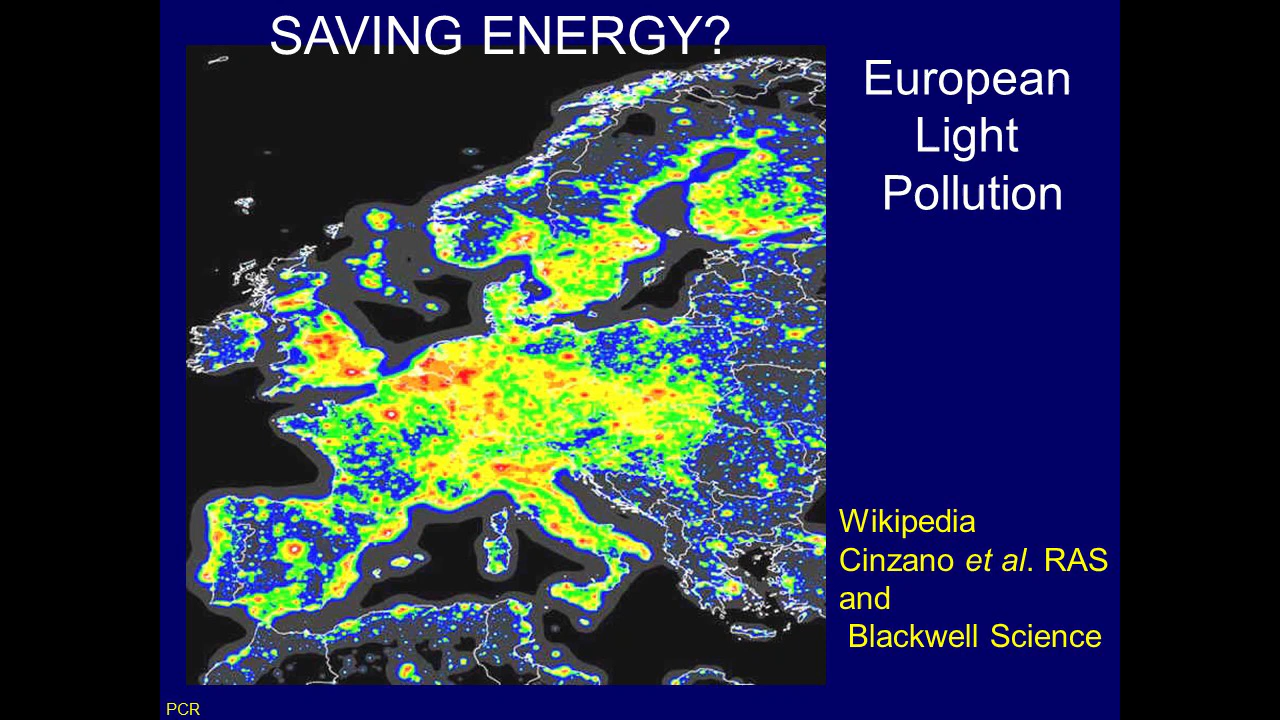 SAVING ENERGY?
European
Light
Pollution
Wikipedia
Cinzano et al. RAS
and
Blackwell Science
PCR